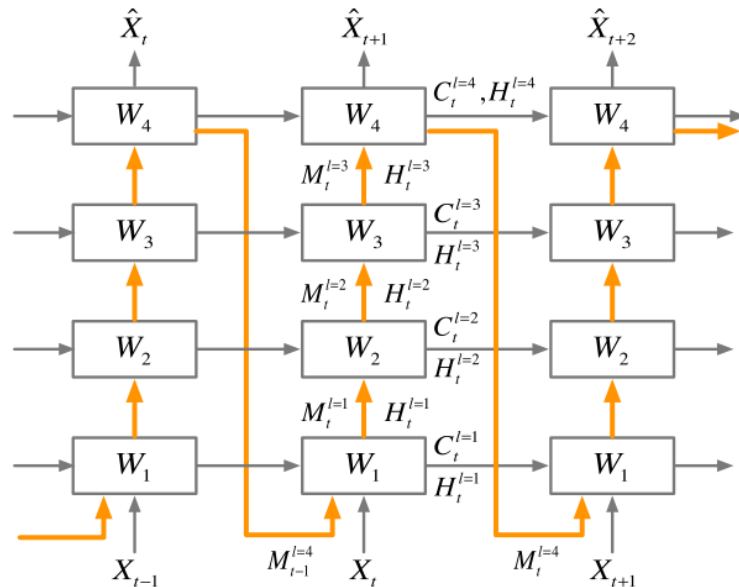 X̂_t X̂_{t+1} X̂_{t+2}
W_4 W_4 C_t^{l=4}, H_t^{l=4} W_4
M_t^{l=3} H_t^{l=3}
C_t^{l=3}
W_3 W_3 W_3
H_t^{l=3}
M_t^{l=2} H_t^{l=2}
C_t^{l=2}
W_2 W_2 W_2
H_t^{l=2}
M_t^{l=1} H_t^{l=1}
C_t^{l=1}
W_1 W_1 W_1
H_t^{l=1}
X_{t-1} M_{t-1}^{l=4} X_t M_t^{l=4} X_{t+1}